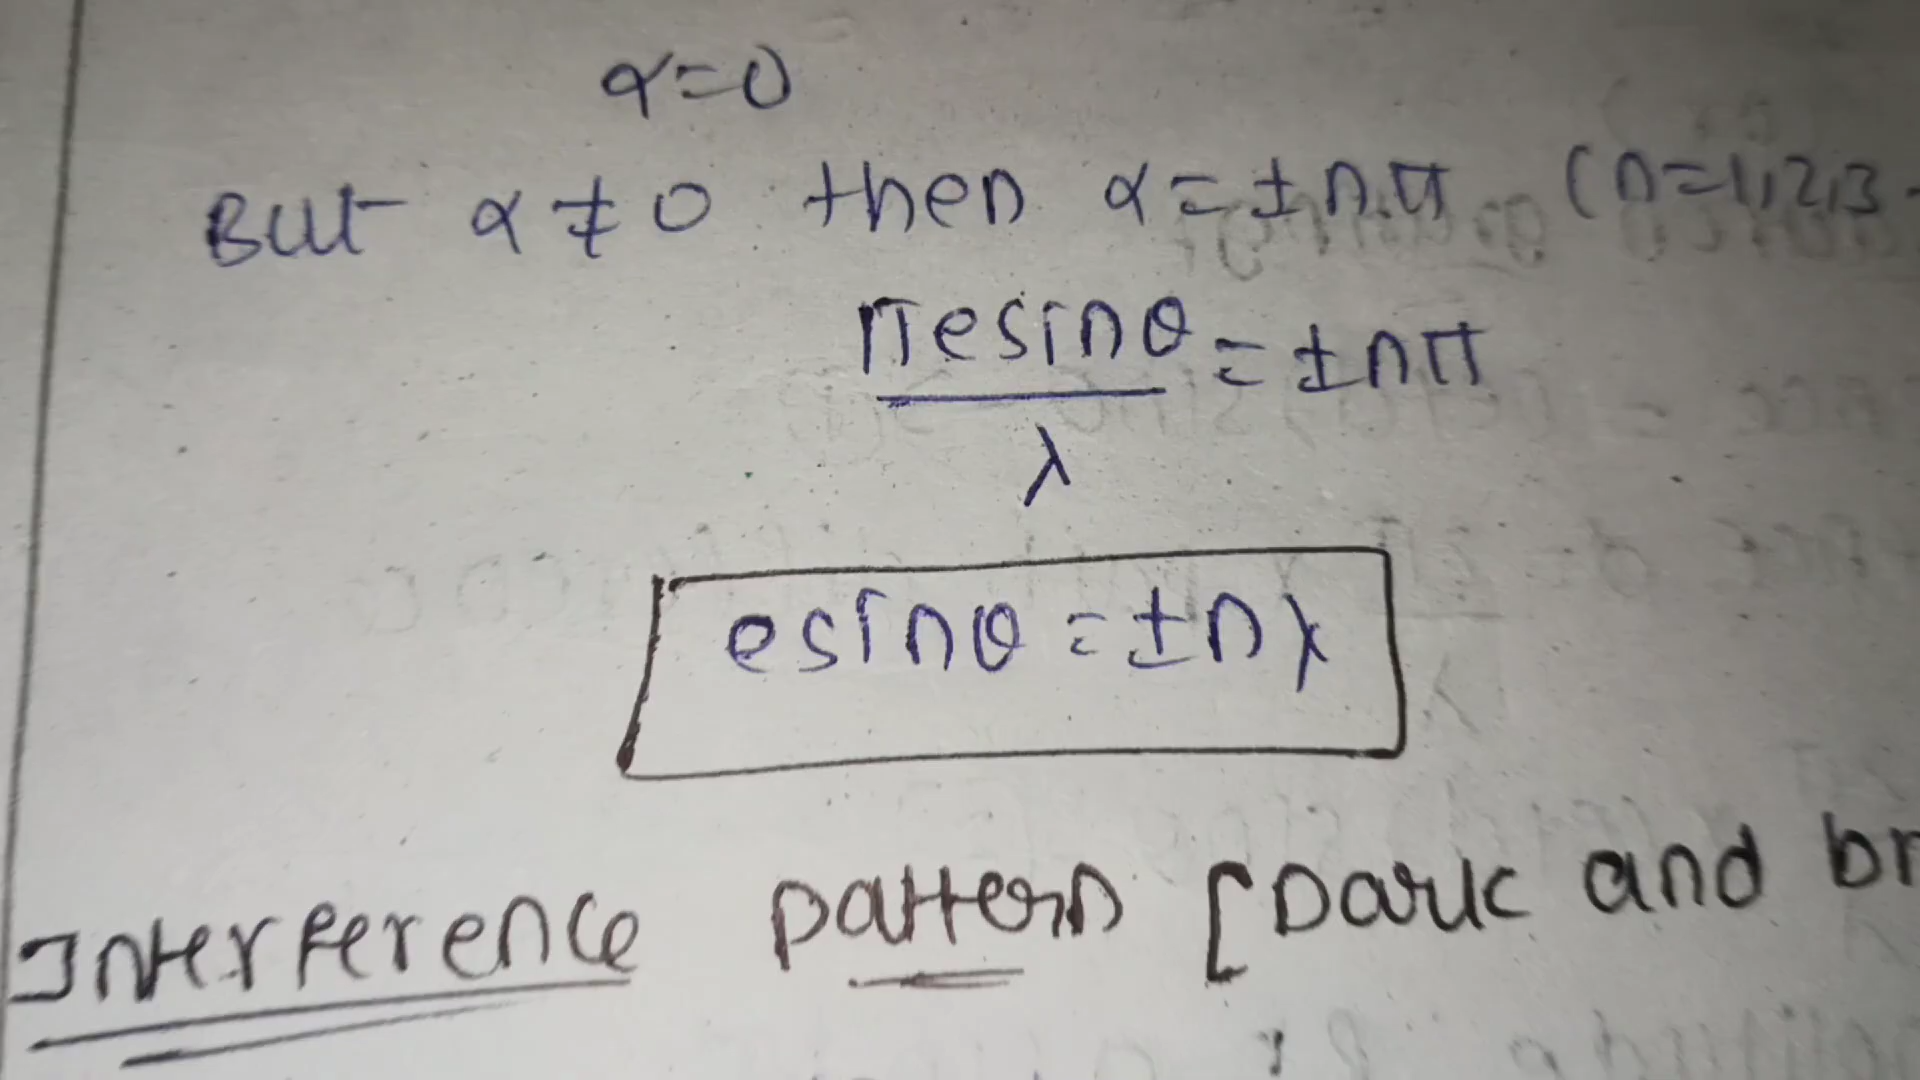 α=0
But α≠0 then α=±nπ (n=1,2,3
πesinθ/λ = ±nπ
esinθ=±nλ
Interference pattern [Dark and br